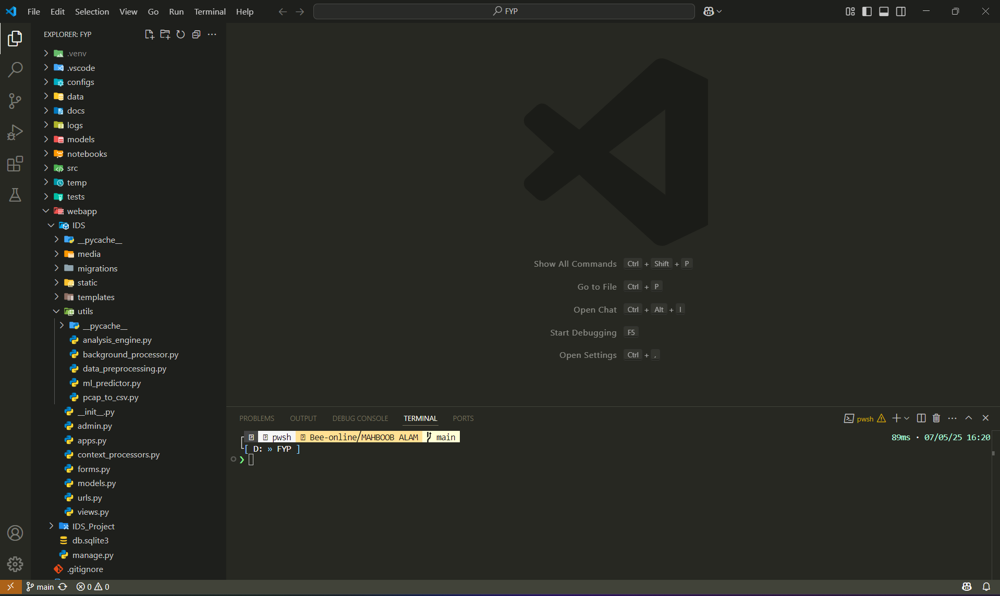 File Edit Selection View Go Run Terminal Help
FYP
EXPLORER: FYP
.venv
.vscode
configs
data
docs
logs
models
notebooks
src
temp
tests
webapp
IDS
__pycache__
media
migrations
static
templates
utils
__pycache__
analysis_engine.py
background_processor.py
data_preprocessing.py
ml_predictor.py
pcap_to_csv.py
__init__.py
admin.py
apps.py
context_processors.py
forms.py
models.py
urls.py
views.py
IDS_Project
db.sqlite3
manage.py
.gitignore
Show All Commands Ctrl + Shift + P
Go to File Ctrl + P
Open Chat Ctrl + Alt + I
Start Debugging F5
Open Settings Ctrl + ,
PROBLEMS OUTPUT DEBUG CONSOLE TERMINAL PORTS
pwsh
pwsh Bee-online/MAHBOOB ALAM main 89ms · 07/05/25 16:20
[ D: » FYP ]
❯
main 0 0